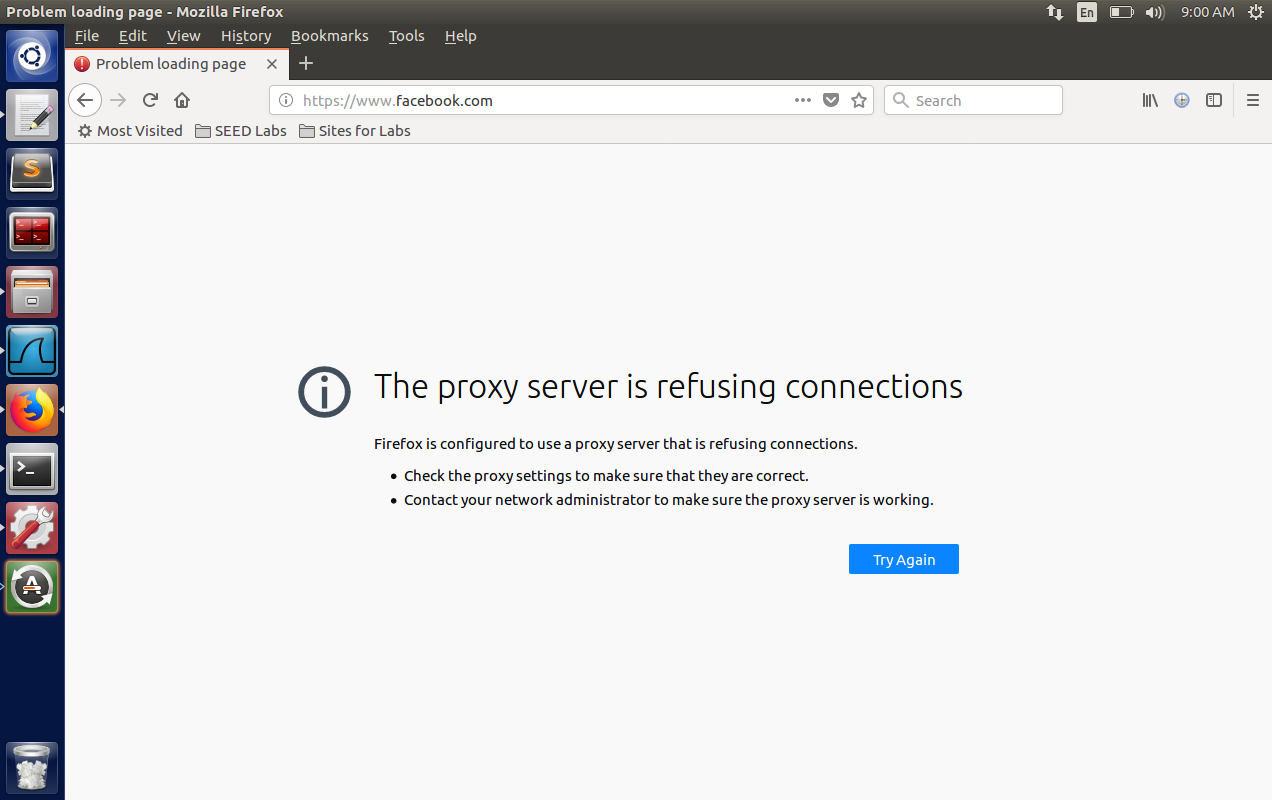 Problem loading page - Mozilla Firefox
En
9:00 AM
File Edit View History Bookmarks Tools Help
Problem loading page
https://www.facebook.com
Search
Most Visited SEED Labs Sites for Labs
The proxy server is refusing connections
Firefox is configured to use a proxy server that is refusing connections.
Check the proxy settings to make sure that they are correct.
Contact your network administrator to make sure the proxy server is working.
Try Again